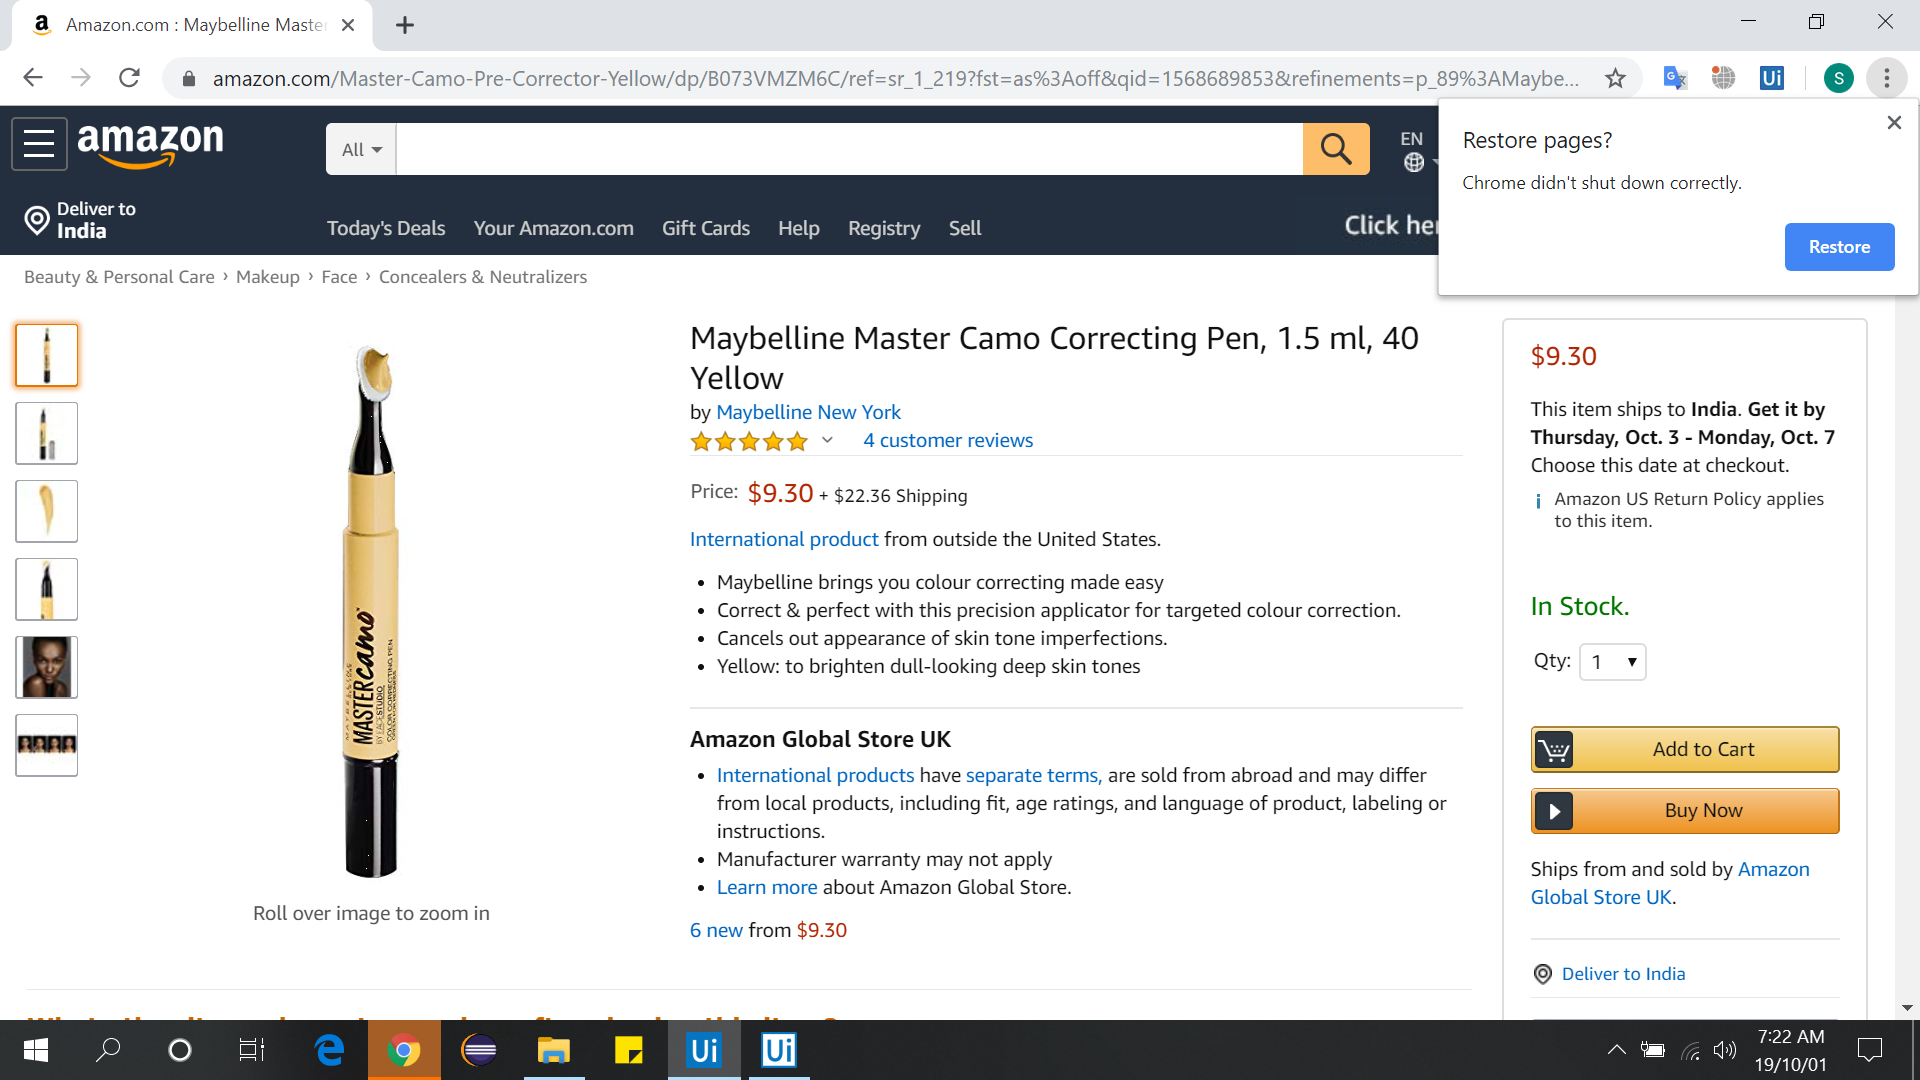 Amazon.com : Maybelline Master
amazon.com/Master-Camo-Pre-Corrector-Yellow/dp/B073VMZM6C/ref=sr_1_219?fst=as%3Aoff&qid=1568689853&refinements=p_89%3AMaybe...
Ui
S
Restore pages?
Chrome didn't shut down correctly.
Restore
amazon
All
EN
Deliver to
India
Today's Deals
Your Amazon.com
Gift Cards
Help
Registry
Sell
Click her
Beauty & Personal Care › Makeup › Face › Concealers & Neutralizers
Maybelline Master Camo Correcting Pen, 1.5 ml, 40
Yellow
by Maybelline New York
4 customer reviews
Price: $9.30 + $22.36 Shipping
International product from outside the United States.
• Maybelline brings you colour correcting made easy
• Correct & perfect with this precision applicator for targeted colour correction.
• Cancels out appearance of skin tone imperfections.
• Yellow: to brighten dull-looking deep skin tones
Amazon Global Store UK
• International products have separate terms, are sold from abroad and may differ
from local products, including fit, age ratings, and language of product, labeling or
instructions.
• Manufacturer warranty may not apply
• Learn more about Amazon Global Store.
6 new from $9.30
MAYBELLINE
MASTERcamo
BY FACESTUDIO
COLOR CORRECTING PEN
Roll over image to zoom in
$9.30
This item ships to India. Get it by
Thursday, Oct. 3 - Monday, Oct. 7
Choose this date at checkout.
Amazon US Return Policy applies
to this item.
In Stock.
Qty: 1
Add to Cart
Buy Now
Ships from and sold by Amazon
Global Store UK.
Deliver to India
Ui
Ui
7:22 AM
19/10/01